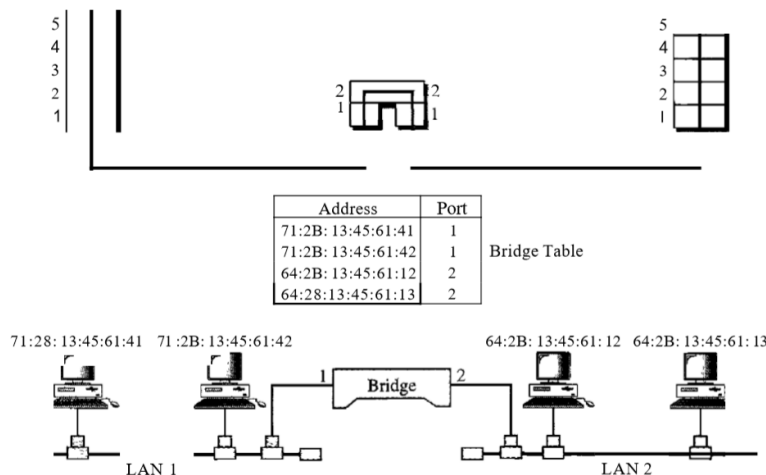 5
4
3
2
1
2
1
2
1
5
4
3
2
1
Address Port
71:2B: 13:45:61:41 1
71:2B: 13:45:61:42 1
64:2B: 13:45:61:12 2
64:28:13:45:61:13 2
Bridge Table
71:28: 13:45:61:41
71 :2B: 13:45:61:42
64:2B: 13:45:61: 12
64:2B: 13:45:61: 13
1
Bridge
2
LAN 1
LAN 2